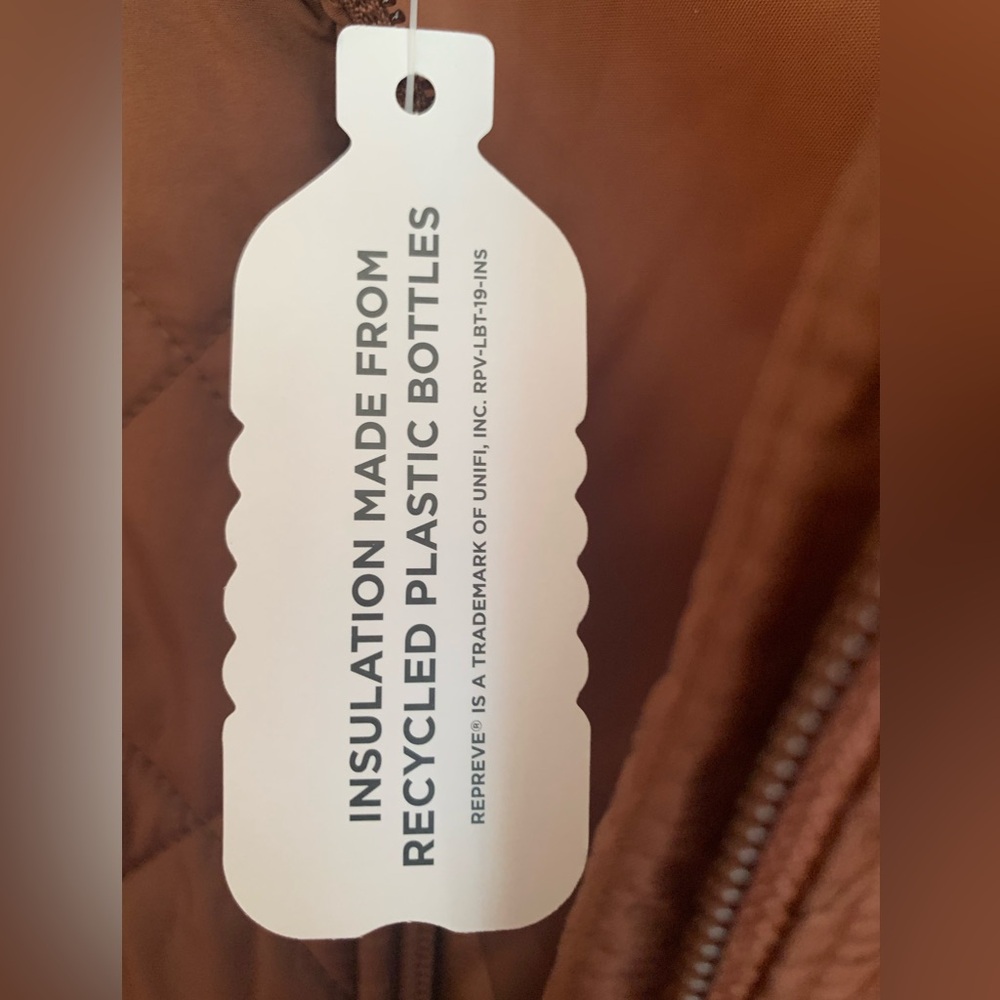 INSULATION MADE FROM
RECYCLED PLASTIC BOTTLES
REPREVE® IS A TRADEMARK OF UNIFI, INC. RPV-LBT-19-INS